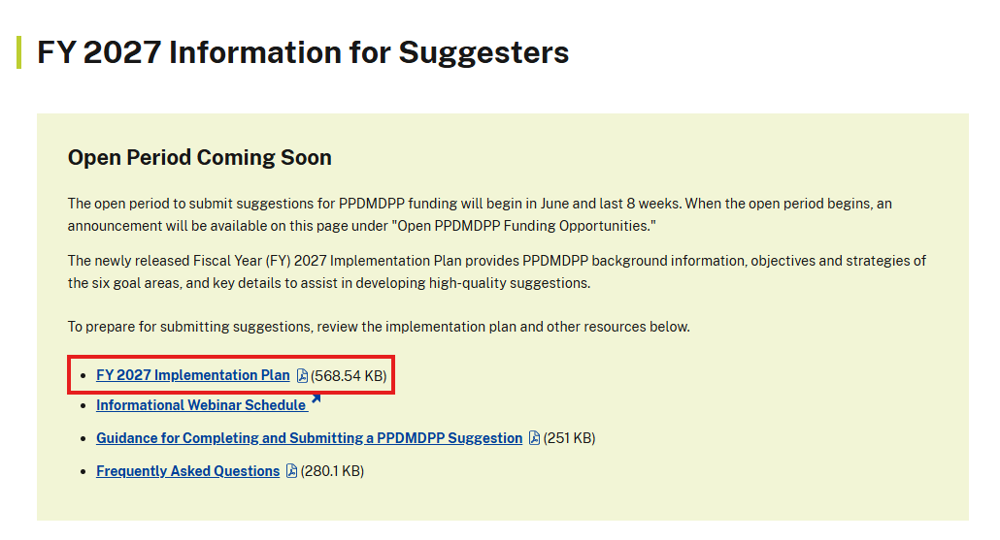 FY 2027 Information for Suggesters
Open Period Coming Soon
The open period to submit suggestions for PPDMDPP funding will begin in June and last 8 weeks. When the open period begins, an
announcement will be available on this page under "Open PPDMDPP Funding Opportunities."
The newly released Fiscal Year (FY) 2027 Implementation Plan provides PPDMDPP background information, objectives and strategies of
the six goal areas, and key details to assist in developing high-quality suggestions.
To prepare for submitting suggestions, review the implementation plan and other resources below.
• FY 2027 Implementation Plan (568.54 KB)
• Informational Webinar Schedule
• Guidance for Completing and Submitting a PPDMDPP Suggestion (251 KB)
• Frequently Asked Questions (280.1 KB)